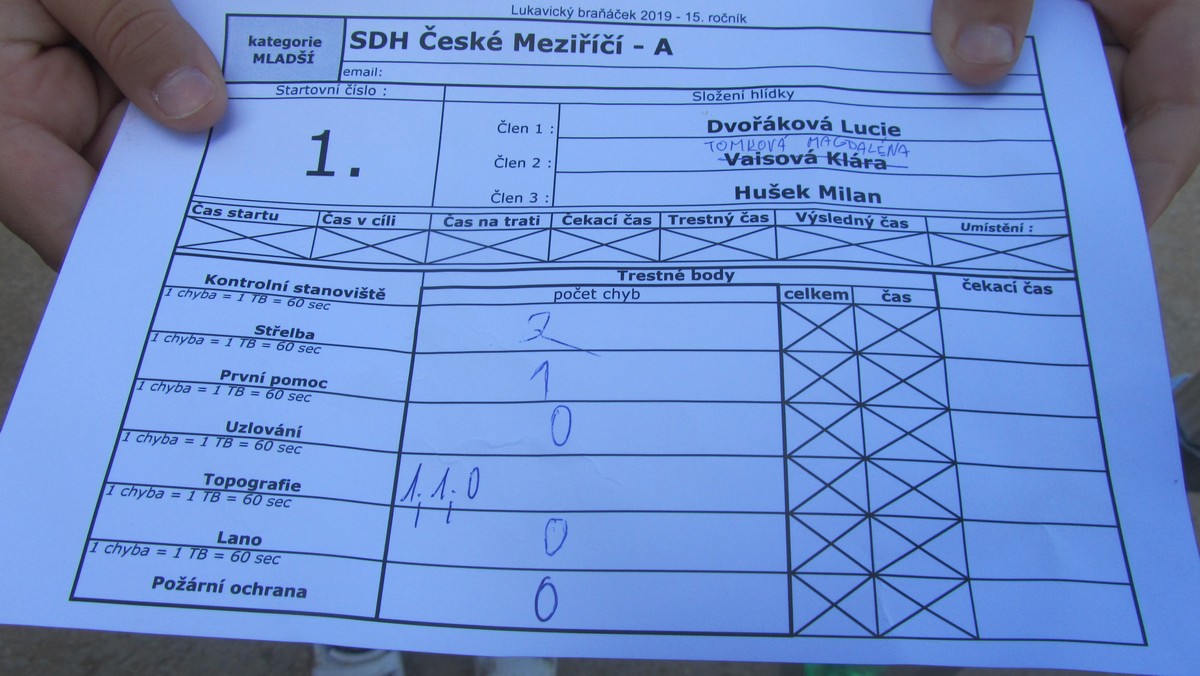 Lukavický braňáček 2019 - 15. ročník
kategorie
MLADŠÍ
SDH České Meziříčí - A
email:
Startovní číslo :
Složení hlídky
1.
Člen 1 :
Dvořáková Lucie
TOMKOVÁ MAGDALÉNA
Člen 2 :
Vaisová Klára
Člen 3 :
Hušek Milan
Čas startu
Čas v cíli
Čas na trati
Čekací čas
Trestný čas
Výsledný čas
Umístění :
Kontrolní stanoviště
Trestné body
čekací čas
1 chyba = 1 TB = 60 sec
počet chyb
celkem
čas
Střelba
2
1 chyba = 1 TB = 60 sec
První pomoc
1
1 chyba = 1 TB = 60 sec
Uzlování
0
1 chyba = 1 TB = 60 sec
Topografie
1. 1. 0
1 chyba = 1 TB = 60 sec
Lano
0
1 chyba = 1 TB = 60 sec
Požární ochrana
0